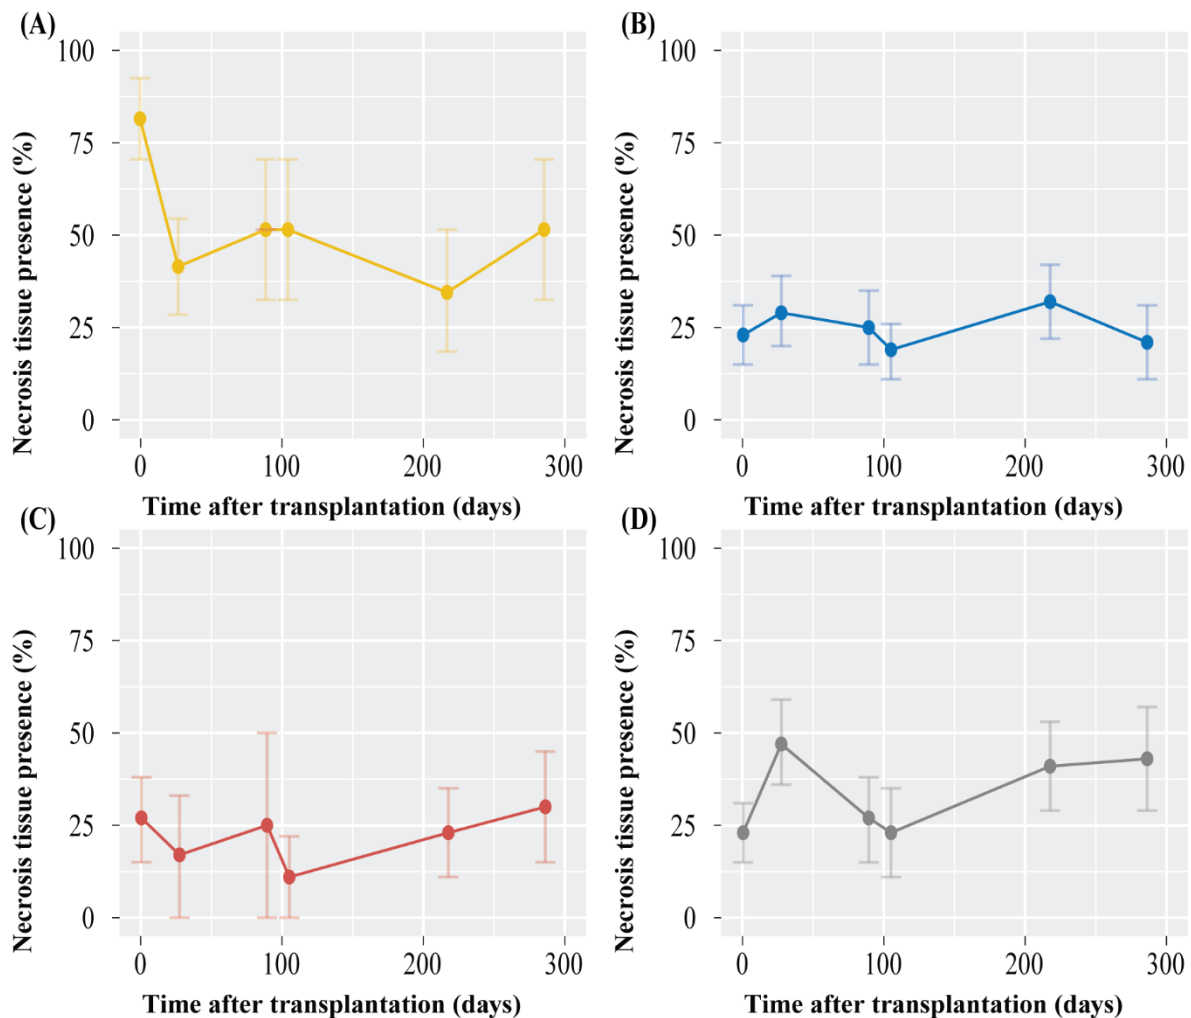 (A)
100
75
50
25
0
Necrosis tissue presence (%)
0 100 200 300
Time after transplantation (days)
(B)
100
75
50
25
0
Necrosis tissue presence (%)
0 100 200 300
Time after transplantation (days)
(C)
100
75
50
25
0
Necrosis tissue presence (%)
0 100 200 300
Time after transplantation (days)
(D)
100
75
50
25
0
Necrosis tissue presence (%)
0 100 200 300
Time after transplantation (days)